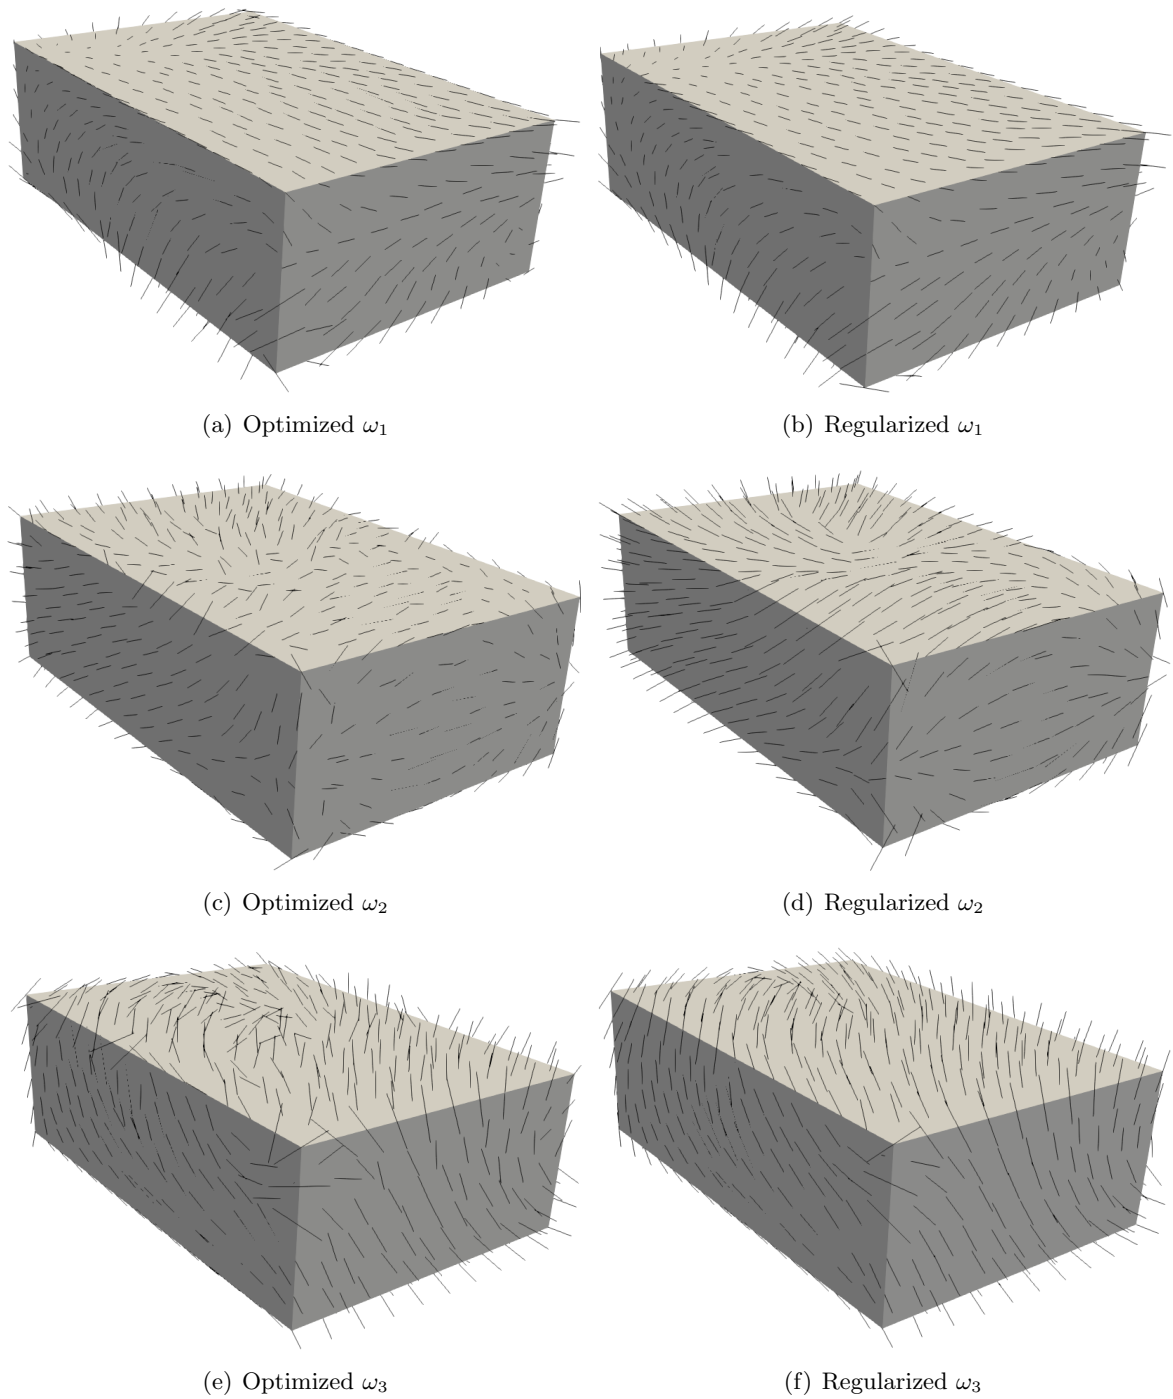 (a) Optimized ω₁
(b) Regularized ω₁
(c) Optimized ω₂
(d) Regularized ω₂
(e) Optimized ω₃
(f) Regularized ω₃